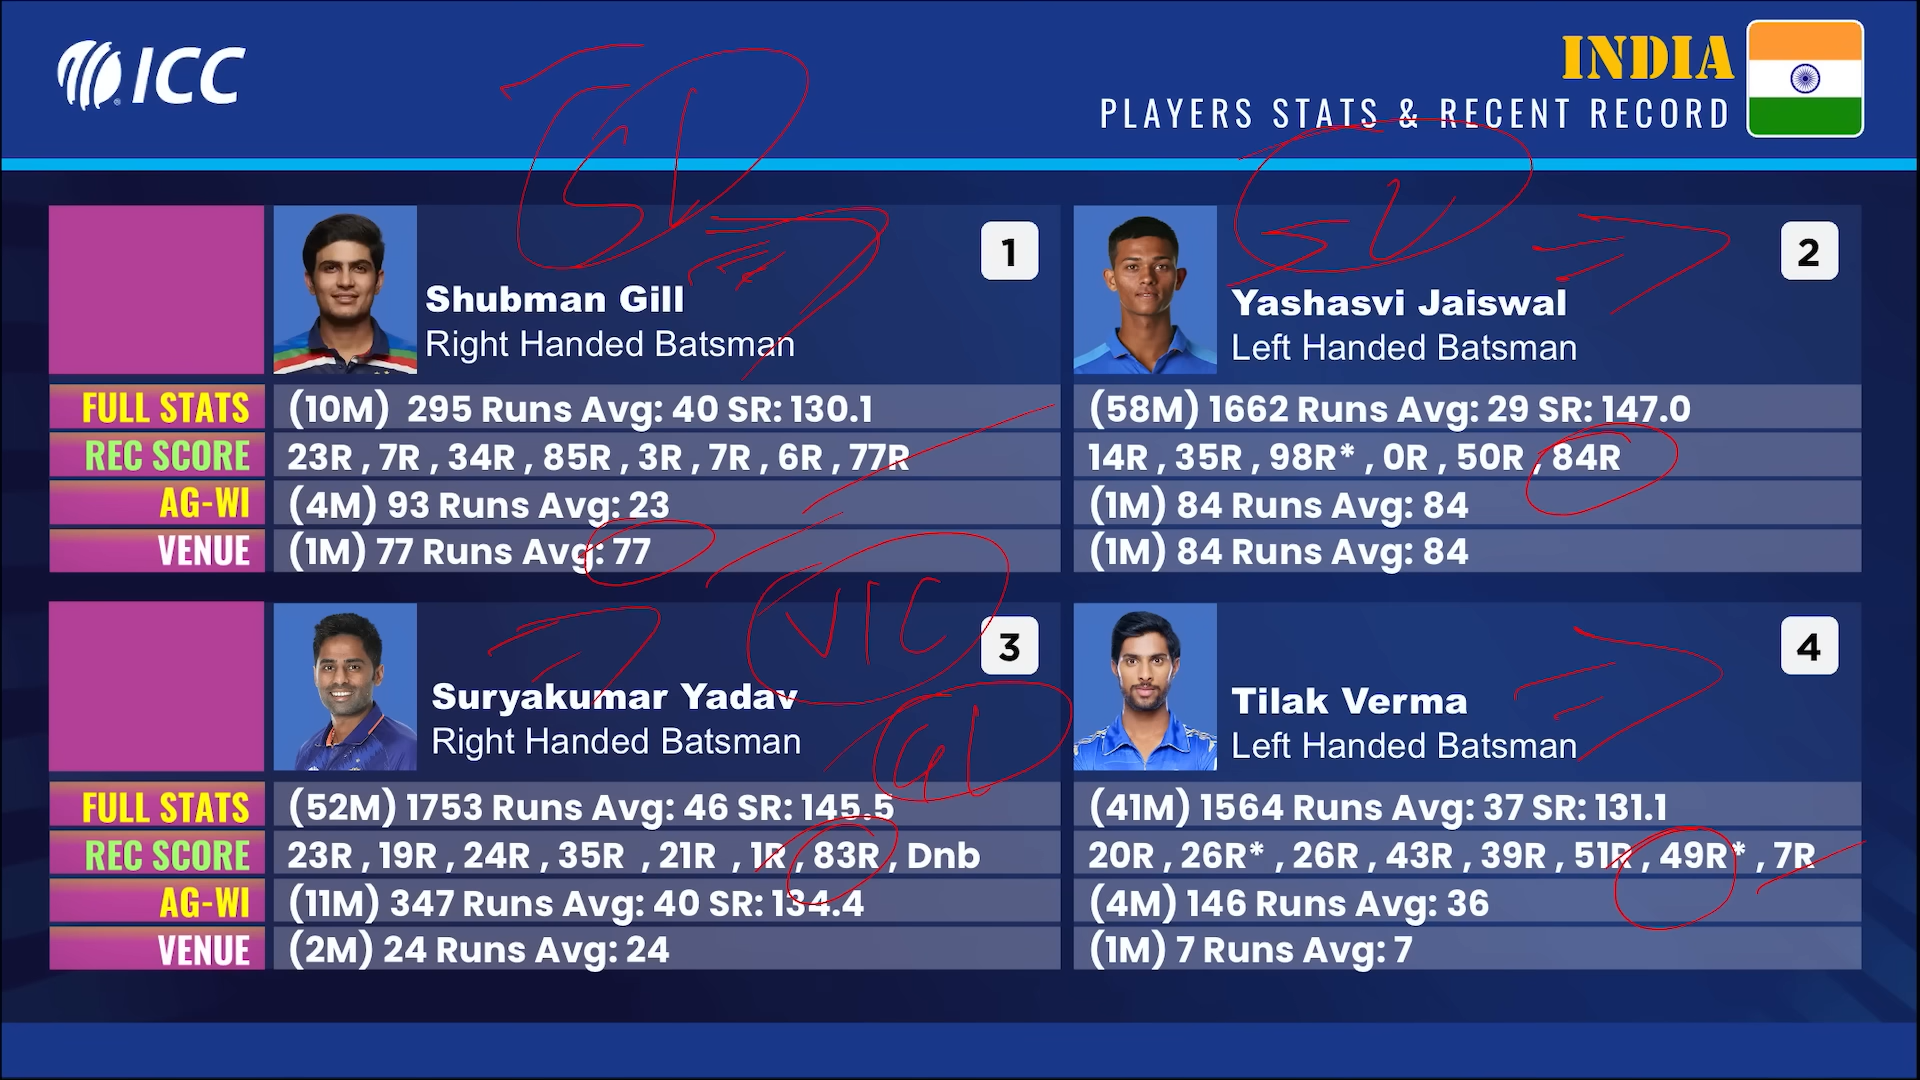 ICC
INDIA
PLAYERS STATS & RECENT RECORD
1
Shubman Gill
Right Handed Batsman
FULL STATS (10M) 295 Runs Avg: 40 SR: 130.1
REC SCORE 23R , 7R , 34R , 85R , 3R , 7R , 6R , 77R
AG-WI (4M) 93 Runs Avg: 23
VENUE (1M) 77 Runs Avg: 77
2
Yashasvi Jaiswal
Left Handed Batsman
(58M) 1662 Runs Avg: 29 SR: 147.0
14R , 35R , 98R* , 0R , 50R , 84R
(1M) 84 Runs Avg: 84
(1M) 84 Runs Avg: 84
VIC
3
Suryakumar Yadav
Right Handed Batsman
FULL STATS (52M) 1753 Runs Avg: 46 SR: 145.5
REC SCORE 23R , 19R , 24R , 35R , 21R , 1R , 83R , Dnb
AG-WI (11M) 347 Runs Avg: 40 SR: 134.4
VENUE (2M) 24 Runs Avg: 24
4
Tilak Verma
Left Handed Batsman
(41M) 1564 Runs Avg: 37 SR: 131.1
20R , 26R* , 26R , 43R , 39R , 51R , 49R* , 7R
(4M) 146 Runs Avg: 36
(1M) 7 Runs Avg: 7